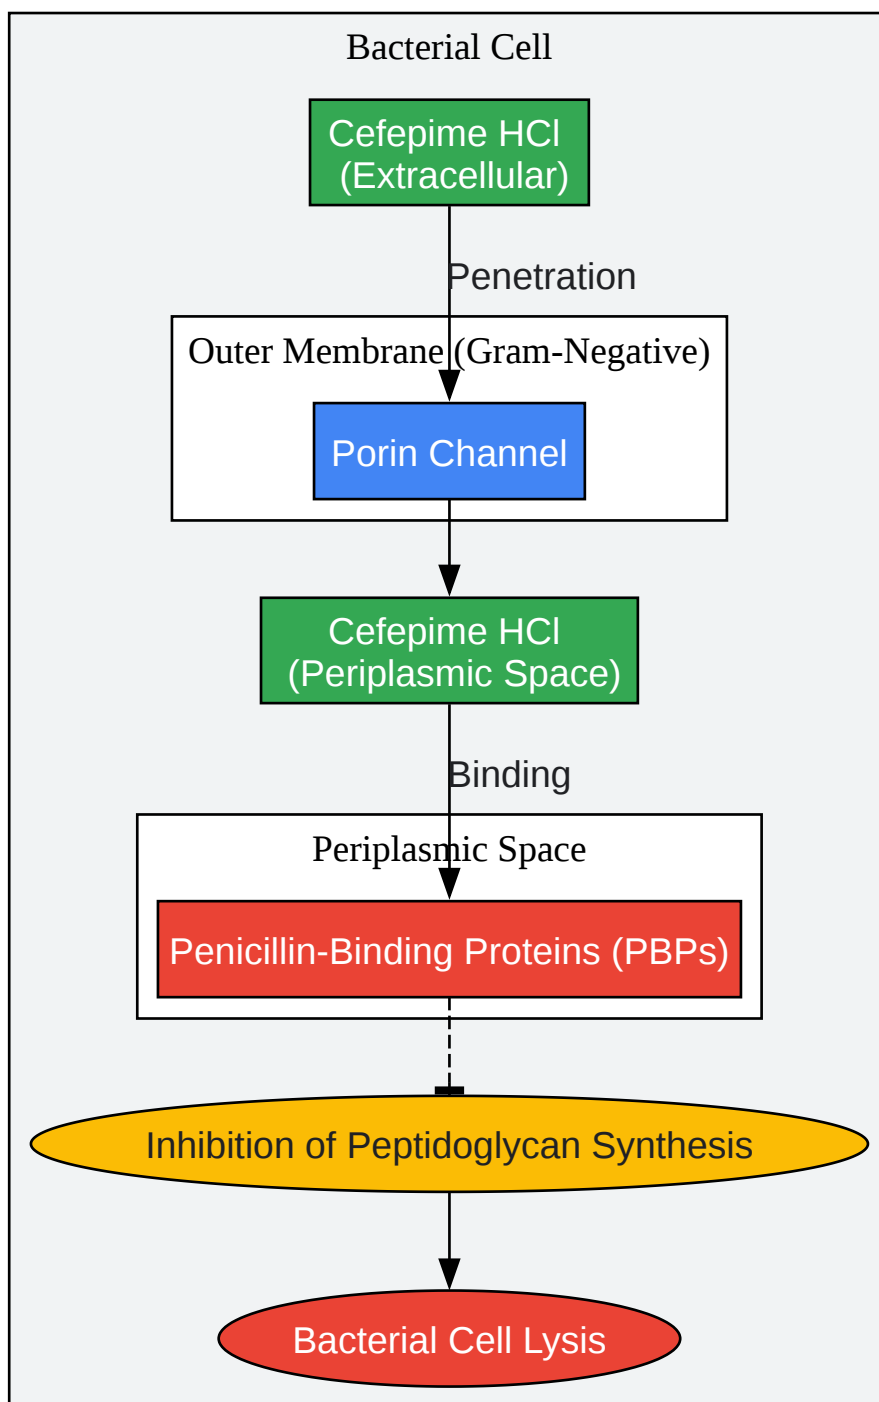 Bacterial Cell
Cefepime HCl
(Extracellular)
Penetration
Outer Membrane (Gram-Negative)
Porin Channel
Cefepime HCl
(Periplasmic Space)
Binding
Periplasmic Space
Penicillin-Binding Proteins (PBPs)
Inhibition of Peptidoglycan Synthesis
Bacterial Cell Lysis